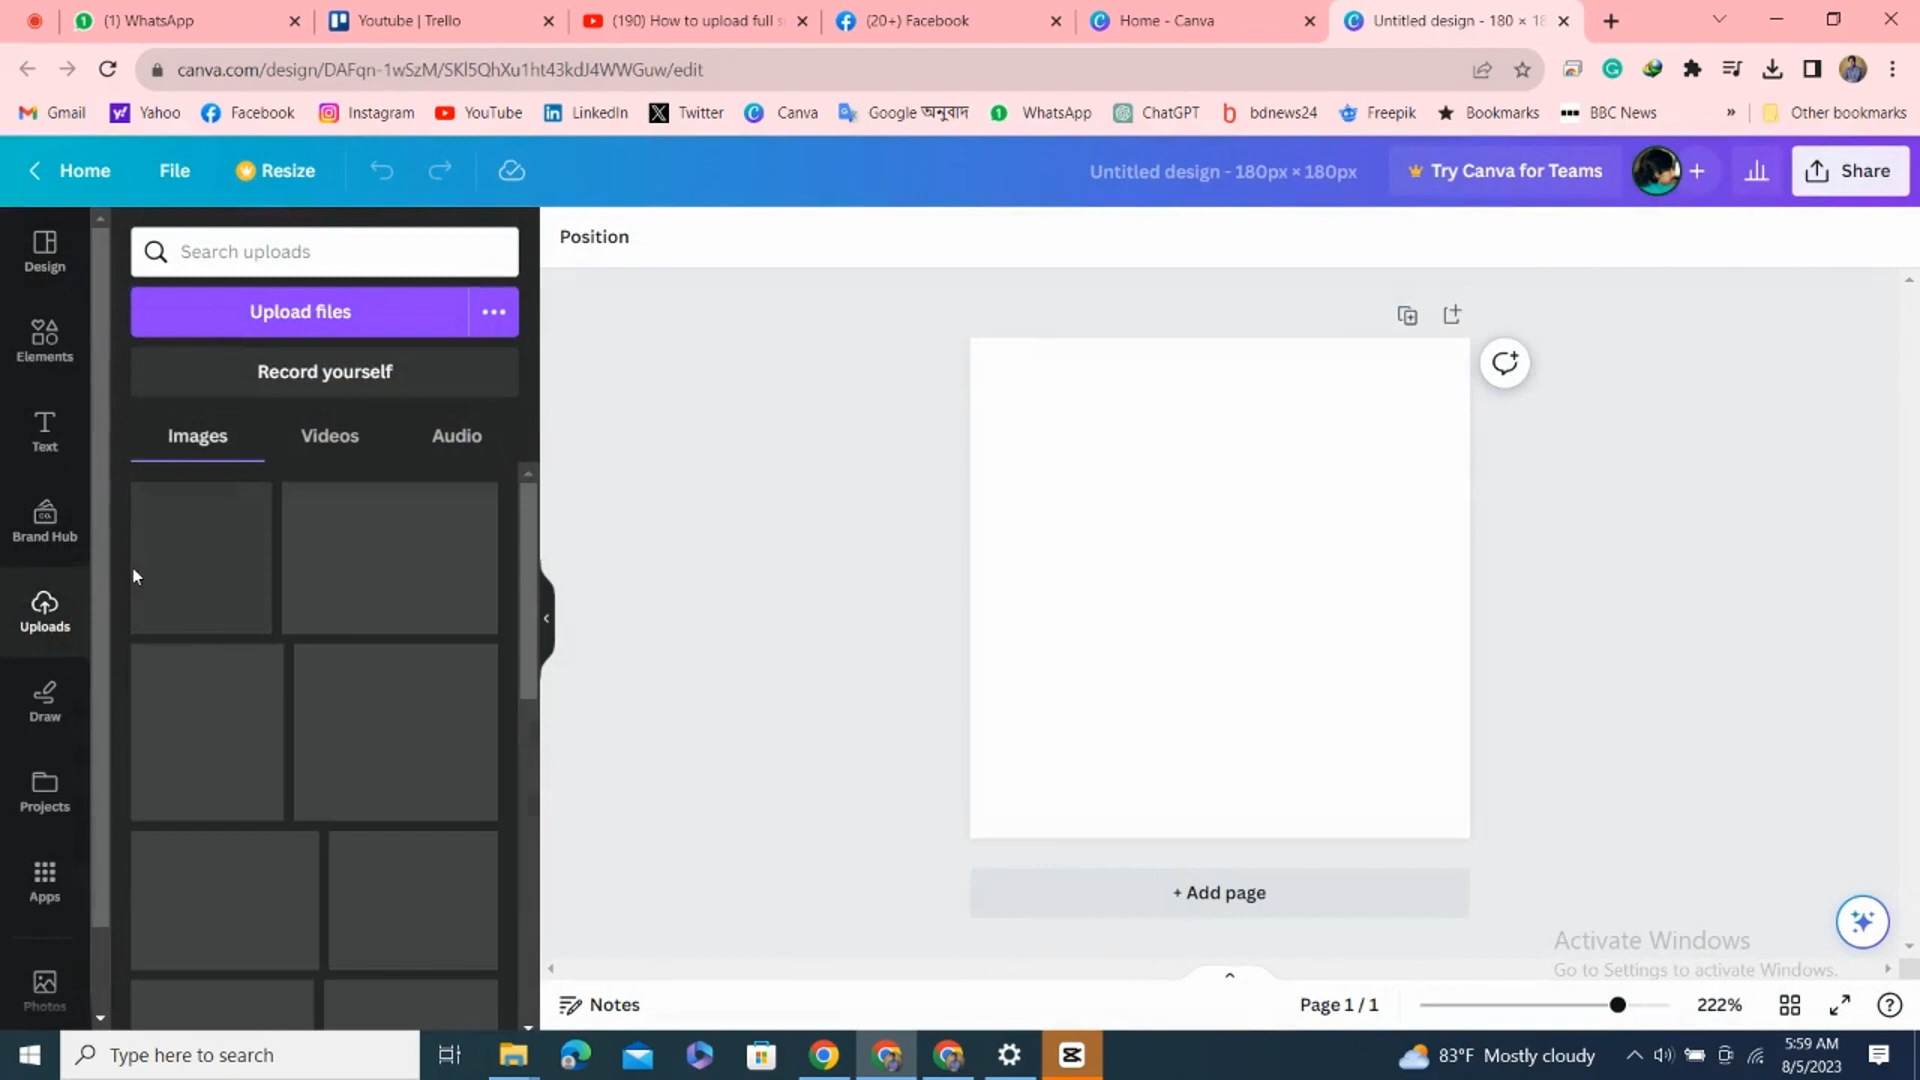 (1) WhatsApp
Youtube | Trello
(190) How to upload full s
(20+) Facebook
Home - Canva
Untitled design - 180 × 18
canva.com/design/DAFqn-1wSzM/SKl5QhXu1ht43kdJ4WWGuw/edit
Gmail
Yahoo
Facebook
Instagram
YouTube
LinkedIn
Twitter
Canva
Google অনুবাদ
WhatsApp
ChatGPT
bdnews24
Freepik
Bookmarks
BBC News
»
Other bookmarks
Home
File
Resize
Untitled design - 180px × 180px
Try Canva for Teams
Share
Design
Elements
Text
Brand Hub
Uploads
Draw
Projects
Apps
Photos
Search uploads
Upload files
Record yourself
Images
Videos
Audio
Position
+ Add page
Activate Windows
Go to Settings to activate Windows.
Notes
Page 1 / 1
222%
Type here to search
83°F Mostly cloudy
5:59 AM
8/5/2023